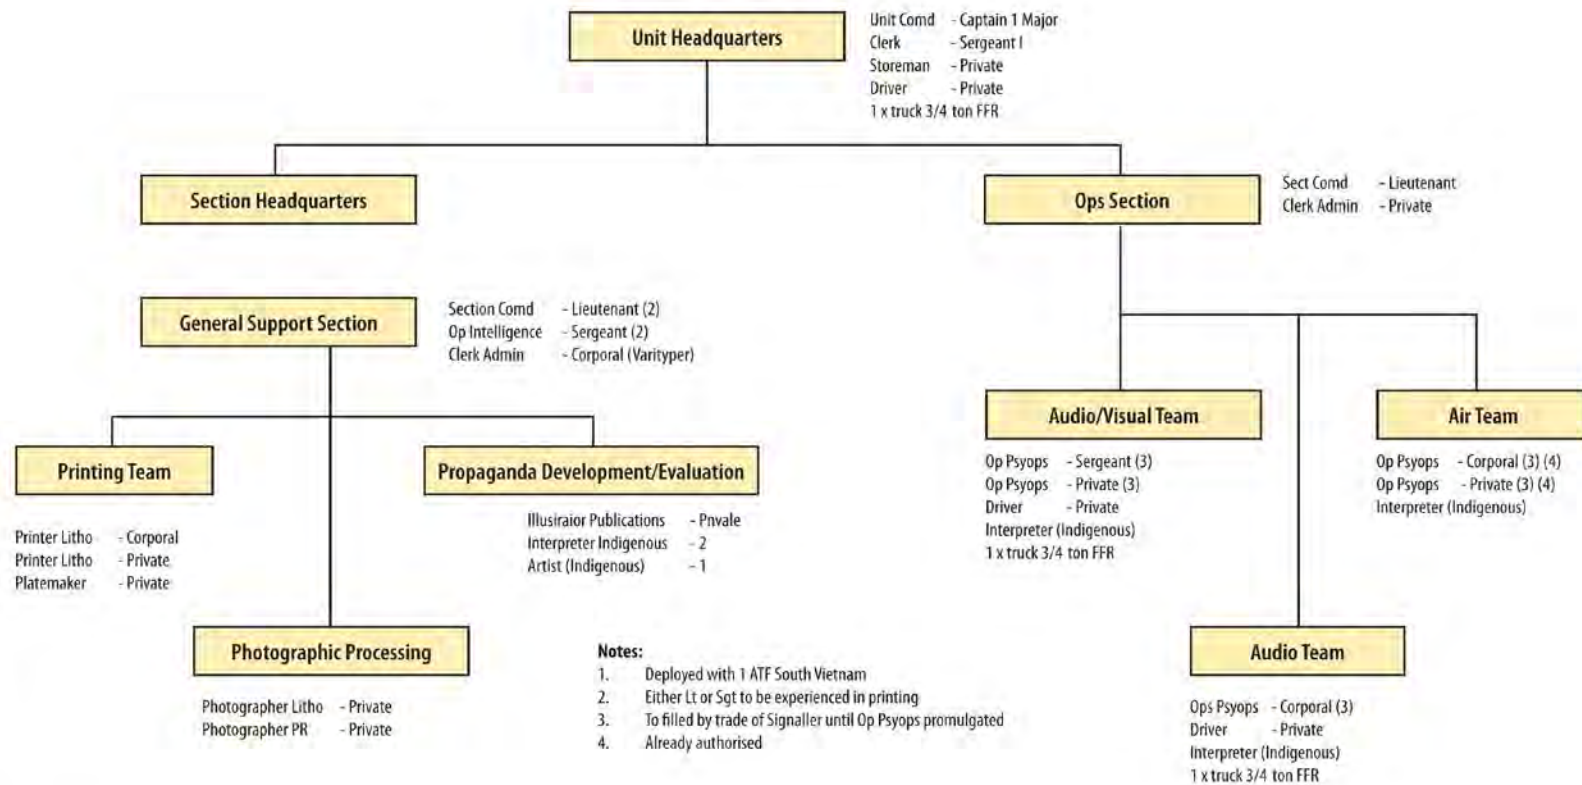 Unit Headquarters
Unit Comd - Captain 1 Major
Clerk - Sergeant I
Storeman - Private
Driver - Private
1 x truck 3/4 ton FFR
Section Headquarters
Ops Section
Sect Comd - Lieutenant
Clerk Admin - Private
General Support Section
Section Comd - Lieutenant (2)
Op Intelligence - Sergeant (2)
Clerk Admin - Corporal (Varityper)
Printing Team
Printer Litho - Corporal
Printer Litho - Private
Platemaker - Private
Propaganda Development/Evaluation
Illusiraior Publications - Pnvale
Interpreter Indigenous - 2
Artist (Indigenous) - 1
Photographic Processing
Photographer Litho - Private
Photographer PR - Private
Audio/Visual Team
Op Psyops - Sergeant (3)
Op Psyops - Private (3)
Driver - Private
Interpreter (Indigenous)
1 x truck 3/4 ton FFR
Air Team
Op Psyops - Corporal (3) (4)
Op Psyops - Private (3) (4)
Interpreter (Indigenous)
Audio Team
Ops Psyops - Corporal (3)
Driver - Private
Interpreter (Indigenous)
1 x truck 3/4 ton FFR
Notes:
1. Deployed with 1 ATF South Vietnam
2. Either Lt or Sgt to be experienced in printing
3. To filled by trade of Signaller until Op Psyops promulgated
4. Already authorised